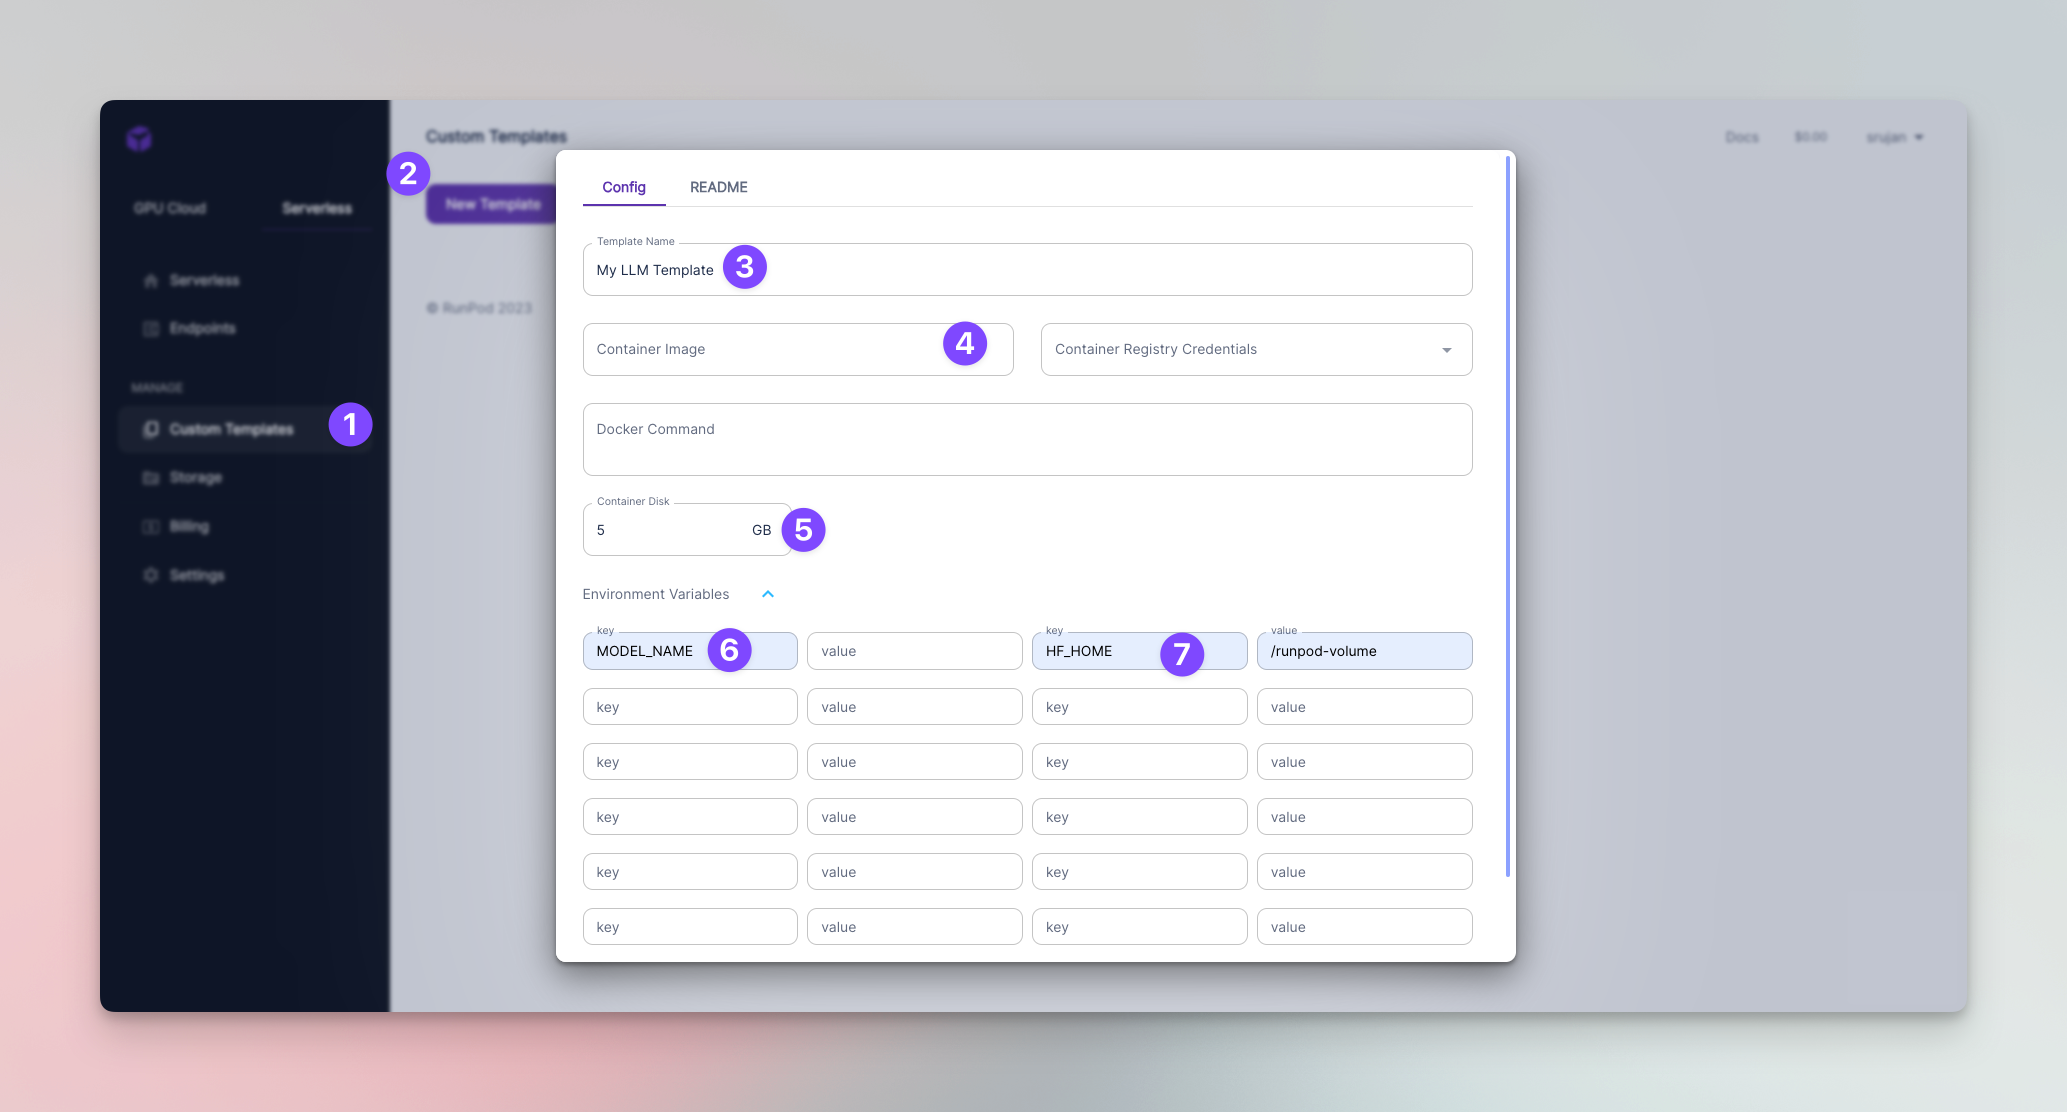 Custom Templates
Docs
$0.00
srujan
2
New Template
GPU Cloud
Serverless
Serverless
Endpoints
MANAGE
Custom Templates
1
Storage
Billing
Settings
© RunPod 2023
Config
README
Template Name
My LLM Template
3
Container Image
4
Container Registry Credentials
Docker Command
Container Disk
5
GB
5
Environment Variables
key
MODEL_NAME
6
value
key
HF_HOME
7
value
/runpod-volume
key value key value
key value key value
key value key value
key value key value
key value key value